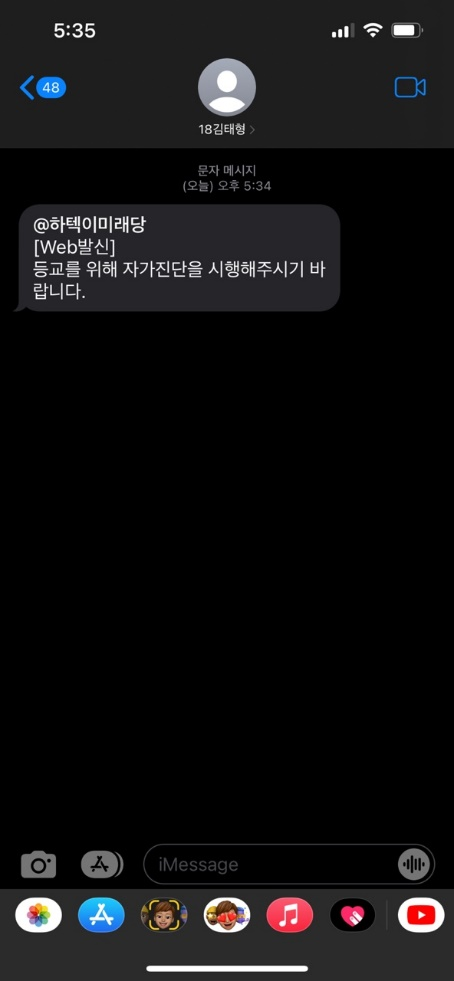 5:35
48
18김태형
문자 메시지
(오늘) 오후 5:34
@하텍이미래당
[Web발신]
등교를 위해 자가진단을 시행해주시기 바
랍니다.
iMessage